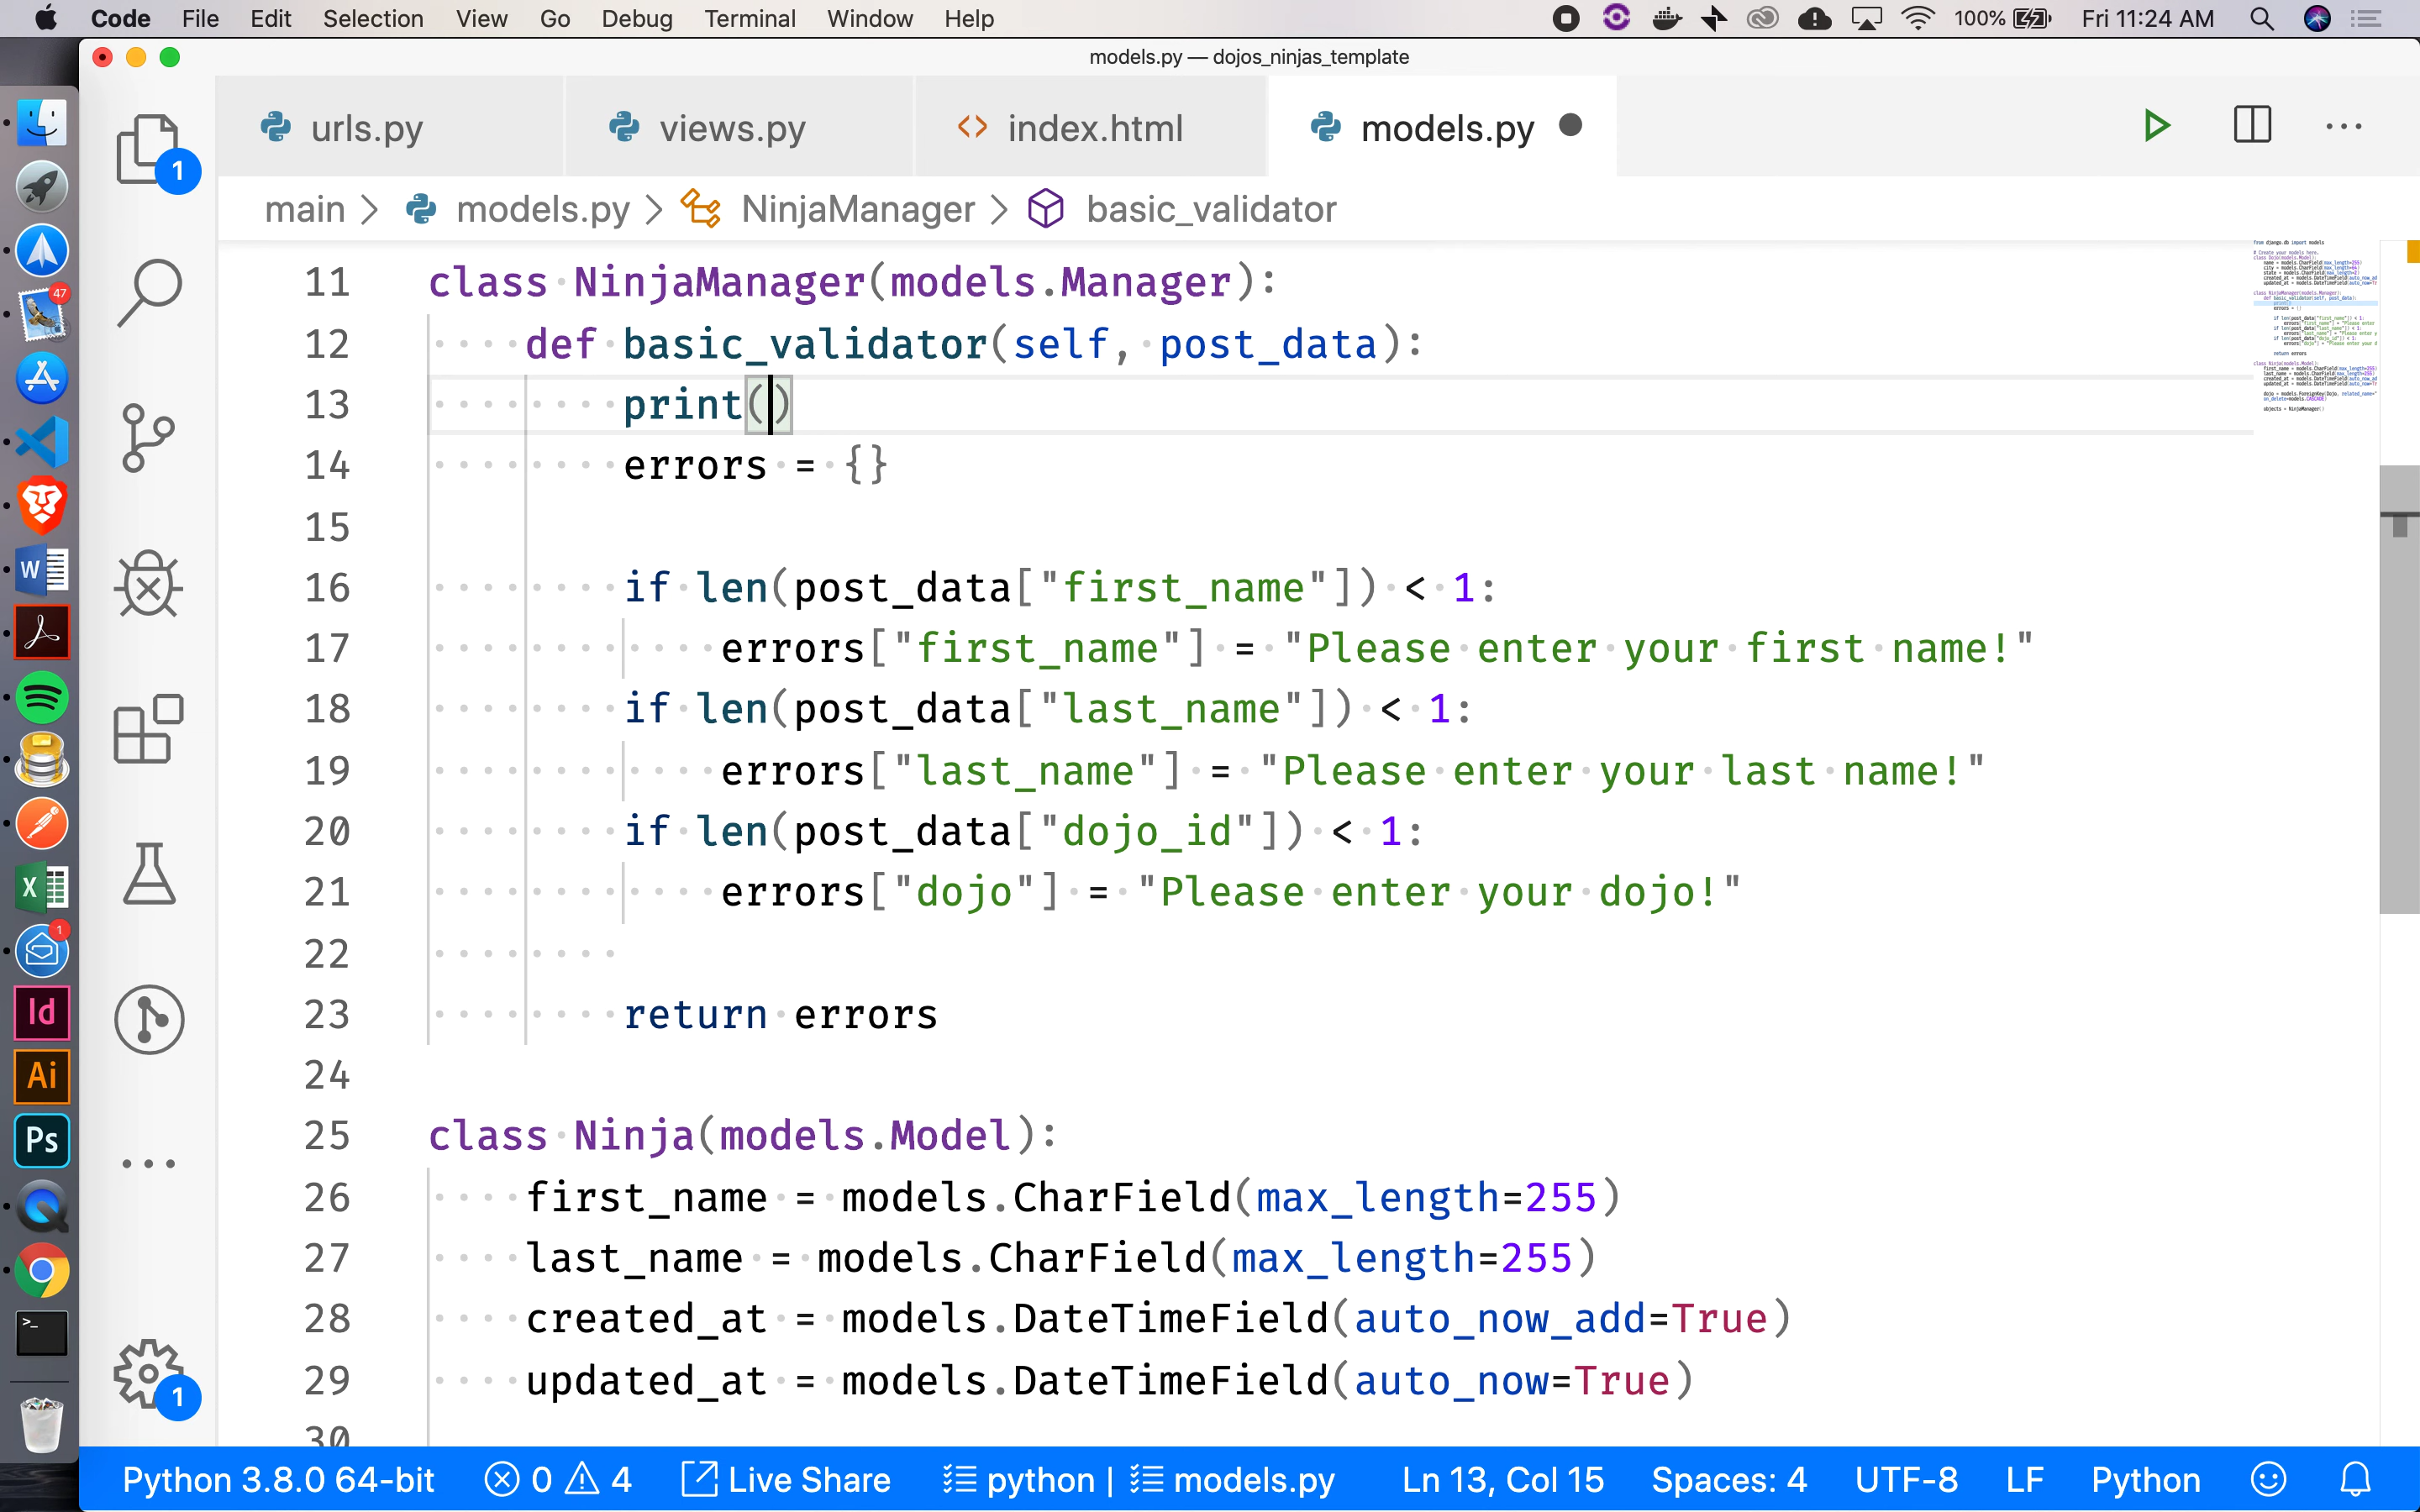 Code File Edit Selection View Go Debug Terminal Window Help 100% Fri 11:24 AM
models.py — dojos_ninjas_template
urls.py views.py index.html models.py
main > models.py > NinjaManager > basic_validator
11 class NinjaManager(models.Manager):
12 def basic_validator(self, post_data):
13 print()
14 errors = {}
15
16 if len(post_data["first_name"]) < 1:
17 errors["first_name"] = "Please enter your first name!"
18 if len(post_data["last_name"]) < 1:
19 errors["last_name"] = "Please enter your last name!"
20 if len(post_data["dojo_id"]) < 1:
21 errors["dojo"] = "Please enter your dojo!"
22
23 return errors
24
25 class Ninja(models.Model):
26 first_name = models.CharField(max_length=255)
27 last_name = models.CharField(max_length=255)
28 created_at = models.DateTimeField(auto_now_add=True)
29 updated_at = models.DateTimeField(auto_now=True)
30
1
1
47
W
X
1
Id
Ai
Ps
>_
Python 3.8.0 64-bit 0 4 Live Share python | models.py Ln 13, Col 15 Spaces: 4 UTF-8 LF Python